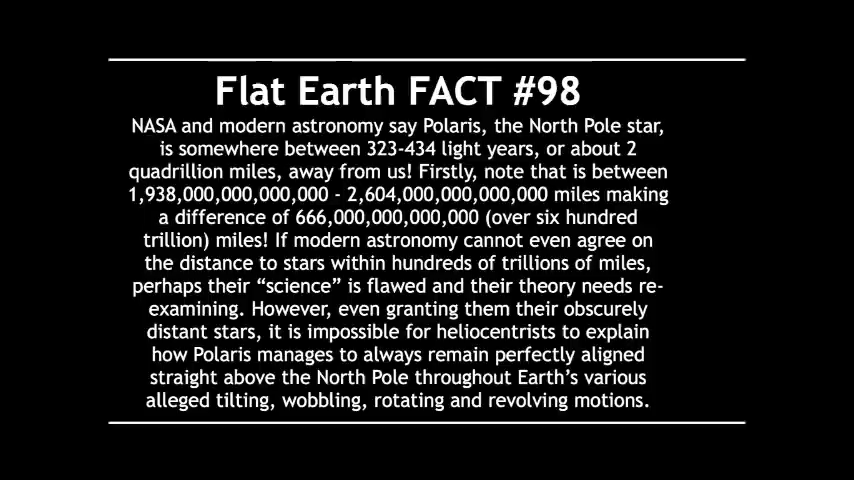 Flat Earth FACT #98
NASA and modern astronomy say Polaris, the North Pole star,
is somewhere between 323-434 light years, or about 2
quadrillion miles, away from us! Firstly, note that is between
1,938,000,000,000,000 - 2,604,000,000,000,000 miles making
a difference of 666,000,000,000,000 (over six hundred
trillion) miles! If modern astronomy cannot even agree on
the distance to stars within hundreds of trillions of miles,
perhaps their “science” is flawed and their theory needs re-
examining. However, even granting them their obscurely
distant stars, it is impossible for heliocentrists to explain
how Polaris manages to always remain perfectly aligned
straight above the North Pole throughout Earth’s various
alleged tilting, wobbling, rotating and revolving motions.